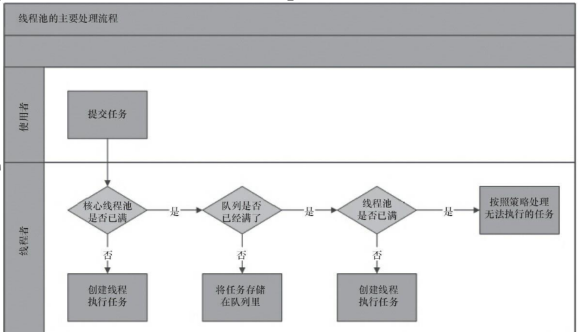 线程池的主要处理流程
使用者
提交任务
线程者
核心线程池
是否已满
是
队列是否
已经满了
是
线程池
是否已满
是
按照策略处理
无法执行的任务
否
否
否
创建线程
执行任务
将任务存储
在队列里
创建线程
执行任务